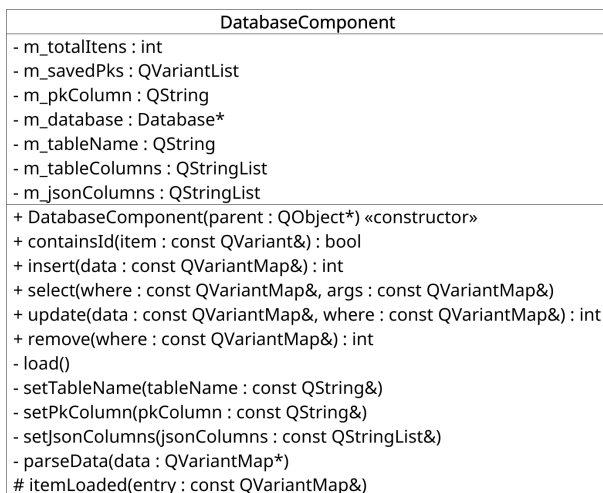 DatabaseComponent
- m_totalItens : int
- m_savedPks : QVariantList
- m_pkColumn : QString
- m_database : Database*
- m_tableName : QString
- m_tableColumns : QStringList
- m_jsonColumns : QStringList
+ DatabaseComponent(parent : QObject*) «constructor»
+ containsId(item : const QVariant&) : bool
+ insert(data : const QVariantMap&) : int
+ select(where : const QVariantMap&, args : const QVariantMap&)
+ update(data : const QVariantMap&, where : const QVariantMap&) : int
+ remove(where : const QVariantMap&) : int
- load()
- setTableName(tableName : const QString&)
- setPkColumn(pkColumn : const QString&)
- setJsonColumns(jsonColumns : const QStringList&)
- parseData(data : QVariantMap*)
# itemLoaded(entry : const QVariantMap&)